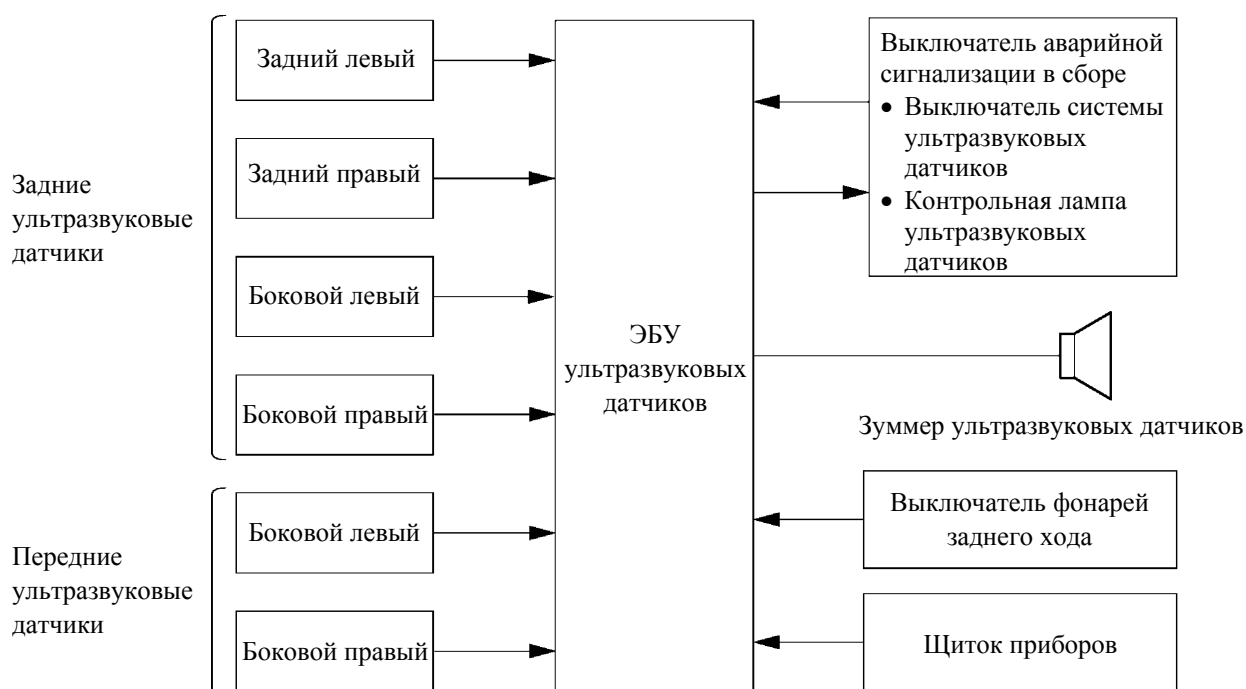 Задние
ультразвуковые
датчики
Задний левый
Задний правый
Боковой левый
Боковой правый
Передние
ультразвуковые
датчики
Боковой левый
Боковой правый
ЭБУ
ультразвуковых
датчиков
Выключатель аварийной
сигнализации в сборе
• Выключатель системы
ультразвуковых
датчиков
• Контрольная лампа
ультразвуковых
датчиков
Зуммер ультразвуковых датчиков
Выключатель фонарей
заднего хода
Щиток приборов